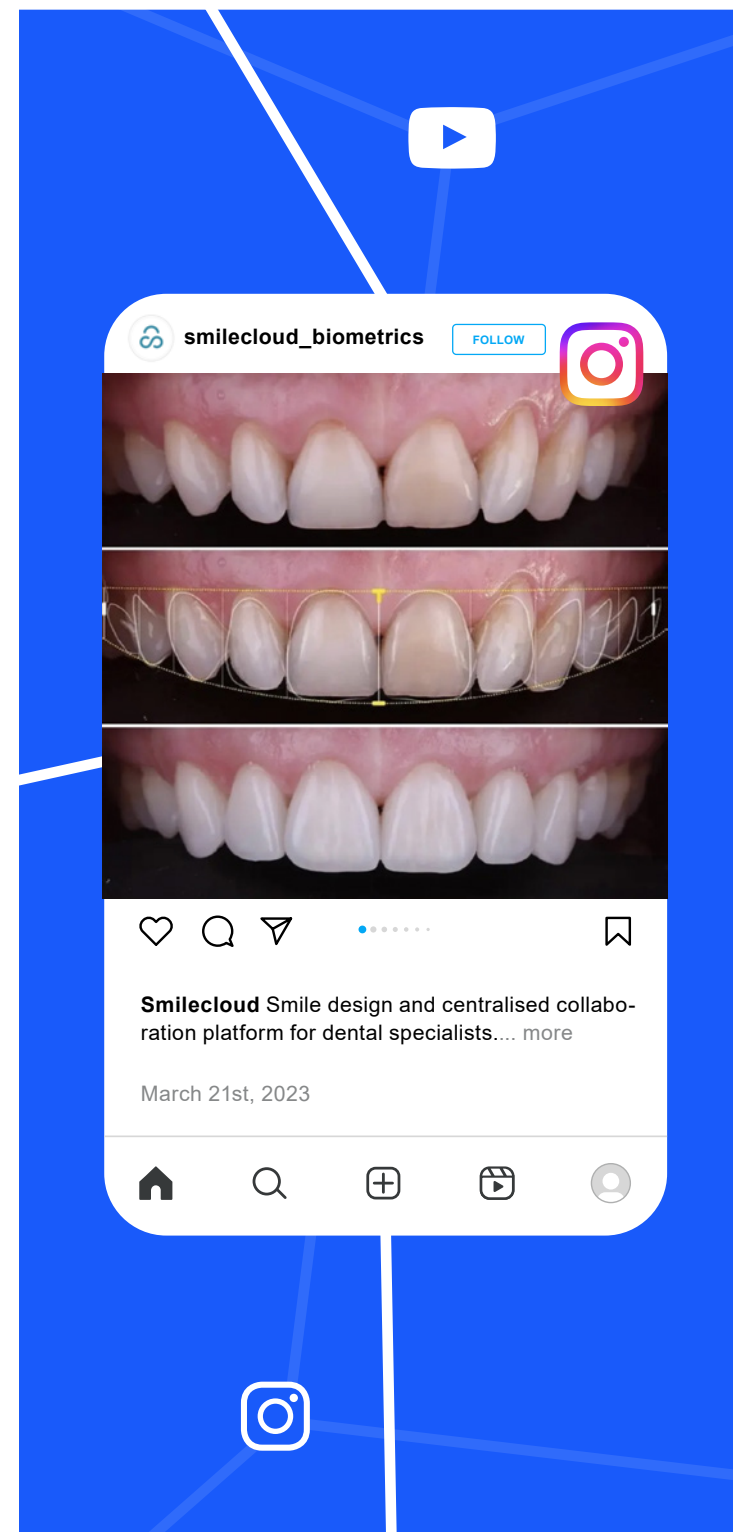 smilecloud_biometrics
FOLLOW
Smilecloud Smile design and centralised collabo-
ration platform for dental specialists.... more
March 21st, 2023